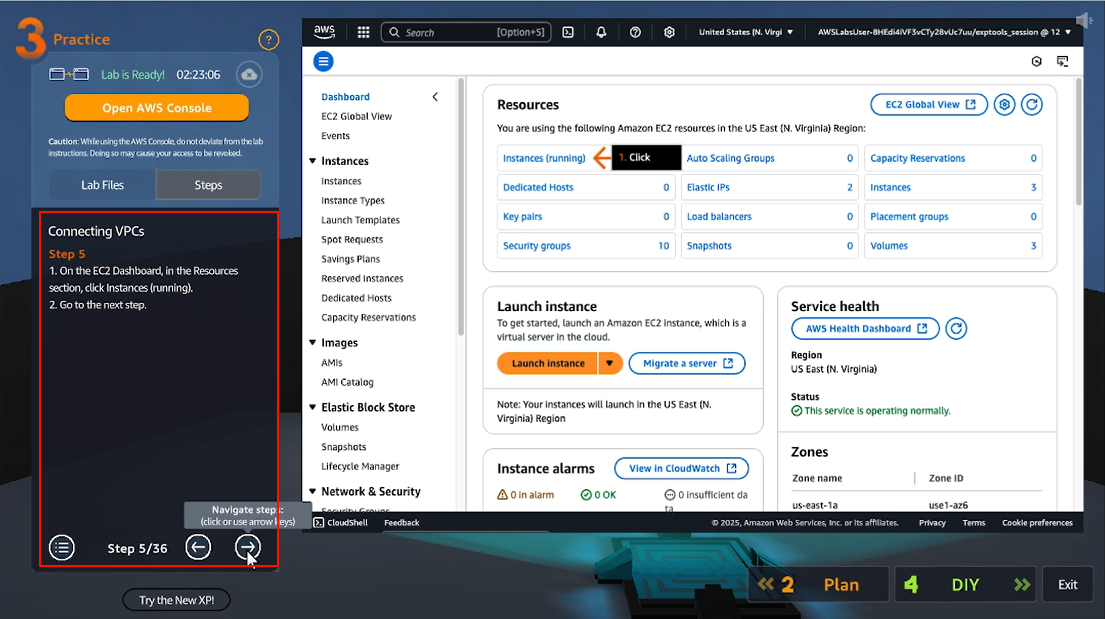 3 Practice
?
Lab is Ready! 02:23:06
Open AWS Console
Caution: While using the AWS Console, do not deviate from the lab
instructions. Doing so may cause your access to be revoked.
Lab Files
Steps
Connecting VPCs
Step 5
1. On the EC2 Dashboard, in the Resources
section, click Instances (running).
2. Go to the next step.
Navigate steps:
(click or use arrow keys)
Step 5/36
Try the New XP!
aws
Search [Option+S]
United States (N. Virgi
AWSLabsUser-8HEdi4iVF3vCTy28vUc7uu/exptools_session @ 12
Dashboard
EC2 Global View
Events
Instances
Instances
Instance Types
Launch Templates
Spot Requests
Savings Plans
Reserved Instances
Dedicated Hosts
Capacity Reservations
Images
AMIs
AMI Catalog
Elastic Block Store
Volumes
Snapshots
Lifecycle Manager
Network & Security
Security Groups
Resources
EC2 Global View
You are using the following Amazon EC2 resources in the US East (N. Virginia) Region:
Instances (running)
1. Click
Auto Scaling Groups 0
Capacity Reservations 0
Dedicated Hosts 0
Elastic IPs 2
Instances 3
Key pairs 0
Load balancers 0
Placement groups 0
Security groups 10
Snapshots 0
Volumes 3
Launch instance
To get started, launch an Amazon EC2 instance, which is a
virtual server in the cloud.
Launch instance
Migrate a server
Note: Your instances will launch in the US East (N.
Virginia) Region
Instance alarms
View in CloudWatch
0 in alarm
0 OK
0 insufficient da
ta
Service health
AWS Health Dashboard
Region
US East (N. Virginia)
Status
This service is operating normally.
Zones
Zone name
Zone ID
us-east-1a
use1-az6
CloudShell
Feedback
© 2025, Amazon Web Services, Inc. or its affiliates.
Privacy
Terms
Cookie preferences
2 Plan
4 DIY
Exit